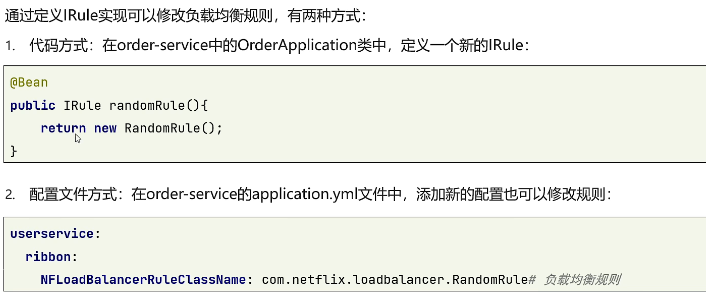 通过定义IRule实现可以修改负载均衡规则，有两种方式：
1. 代码方式：在order-service中的OrderApplication类中，定义一个新的IRule：
@Bean
public IRule randomRule(){
    return new RandomRule();
}
2. 配置文件方式：在order-service的application.yml文件中，添加新的配置也可以修改规则：
userservice:
  ribbon:
    NFLoadBalancerRuleClassName: com.netflix.loadbalancer.RandomRule# 负载均衡规则